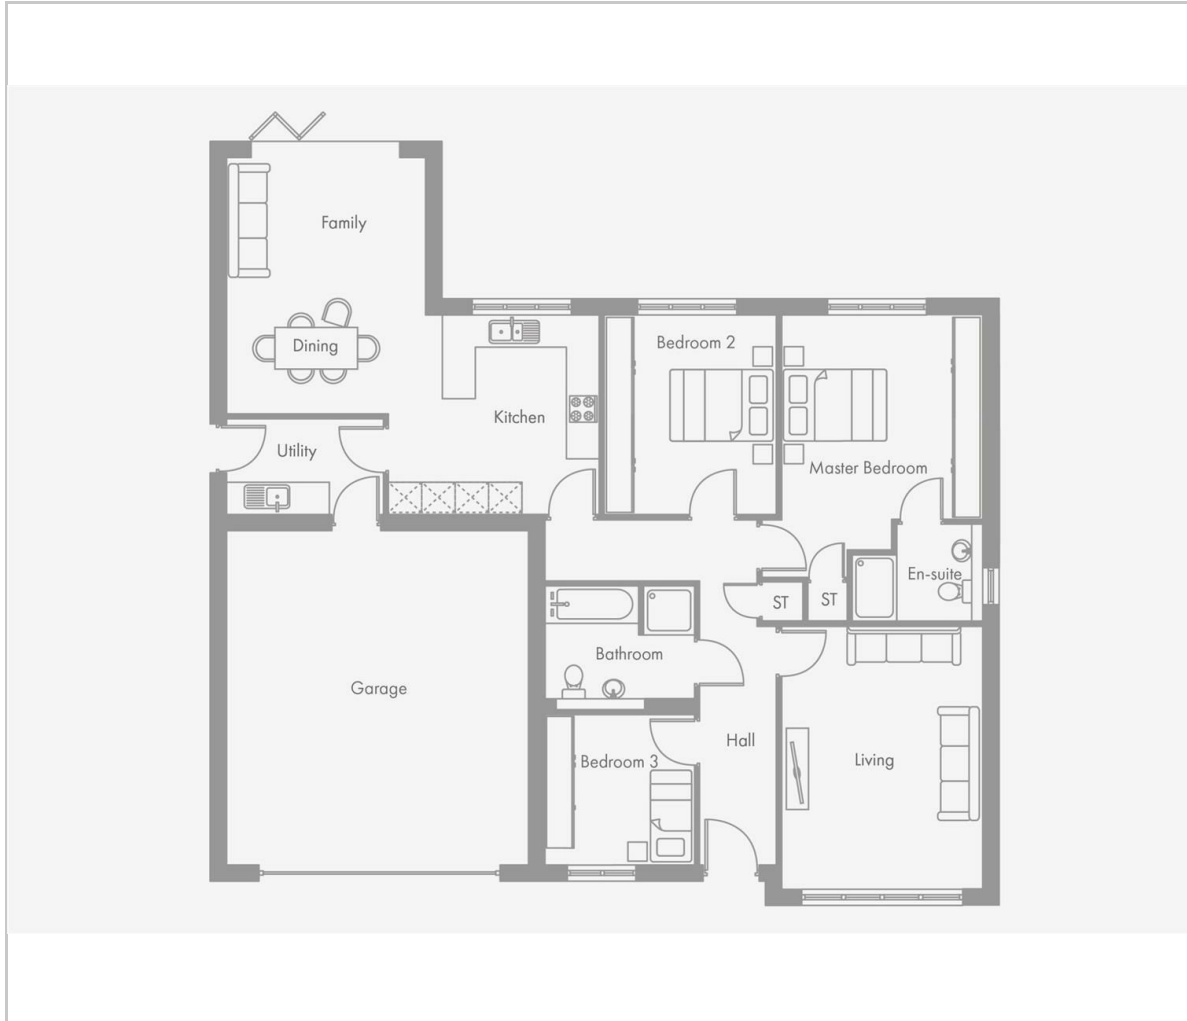 Family
Bedroom 2
Dining
Kitchen
Utility
Master Bedroom
En-suite
ST
ST
Bathroom
Garage
Hall
Bedroom 3
Living